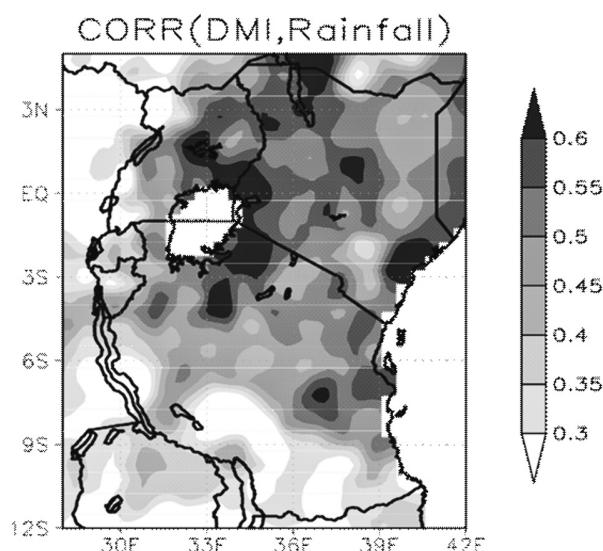 CORR(DMI,Rainfall)
3N
EQ
3S
6S
9S
12S
30E 33E 36E 39E 42E
0.6
0.55
0.5
0.45
0.4
0.35
0.3